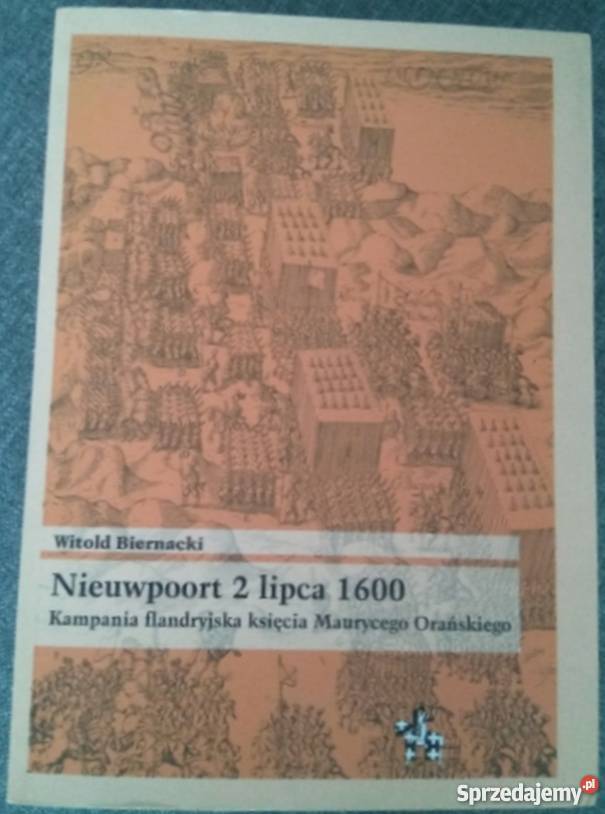 Witold Biernacki
Nieuwpoort 2 lipca 1600
Kampania flandryjska księcia Maurycego Orańskiego
Sprzedajemy.pl